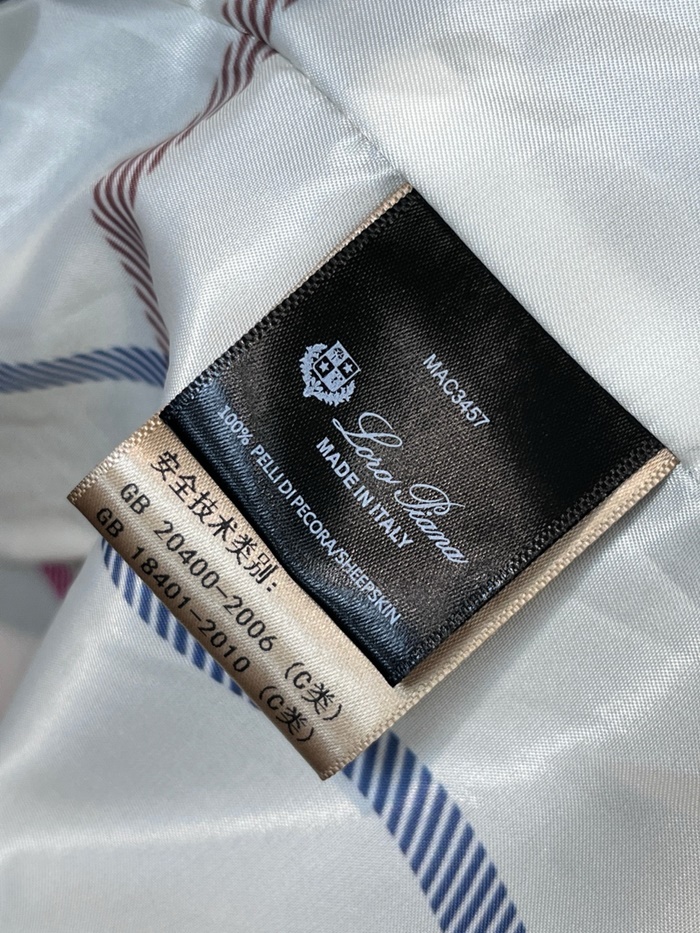 MAC3457
Loro Piana
MADE IN ITALY
100% PELLI DI PECORA/SHEEPSKIN
安全技术类别:
GB 20400-2006 (C类)
GB 18401-2010 (C类)